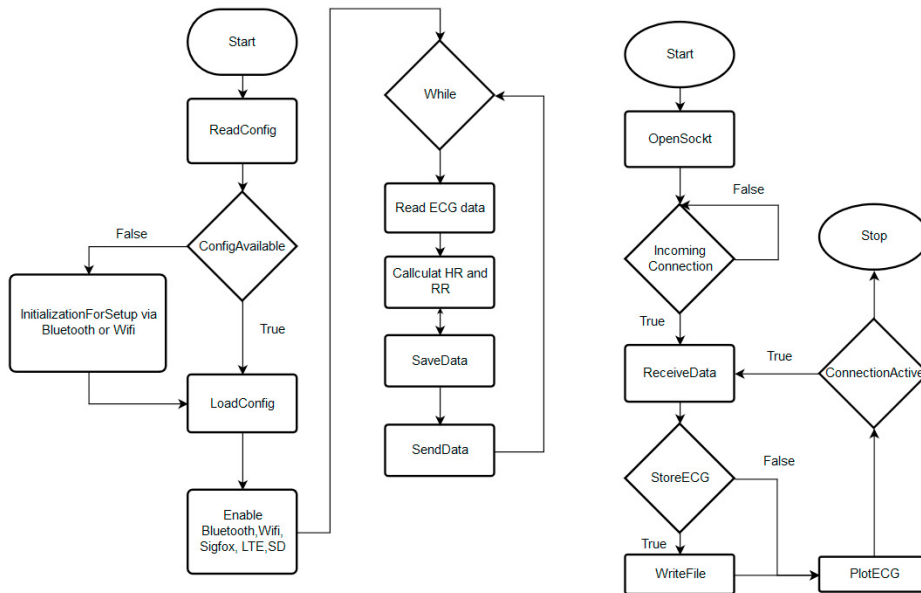 Start
ReadConfig
ConfigAvailable
False
True
InitializationForSetup via
Bluetooth or Wifi
LoadConfig
Enable
Bluetooth,Wifi,
Sigfox, LTE,SD
While
Read ECG data
Callculat HR and
RR
SaveData
SendData
Start
OpenSockt
False
Incoming
Connection
True
ReceiveData
StoreECG
False
True
WriteFile
PlotECG
ConnectionActive
True
Stop